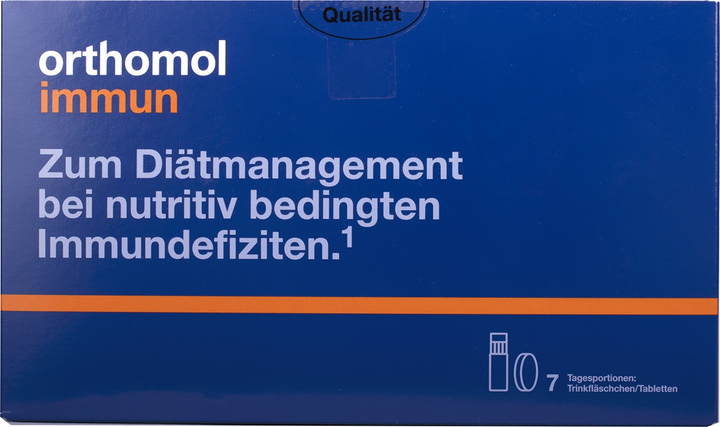 Qualität
orthomol
immun
Zum Diätmanagement
bei nutritiv bedingten
Immundefiziten.1
7 Tagesportionen:
Trinkfläschchen/Tabletten